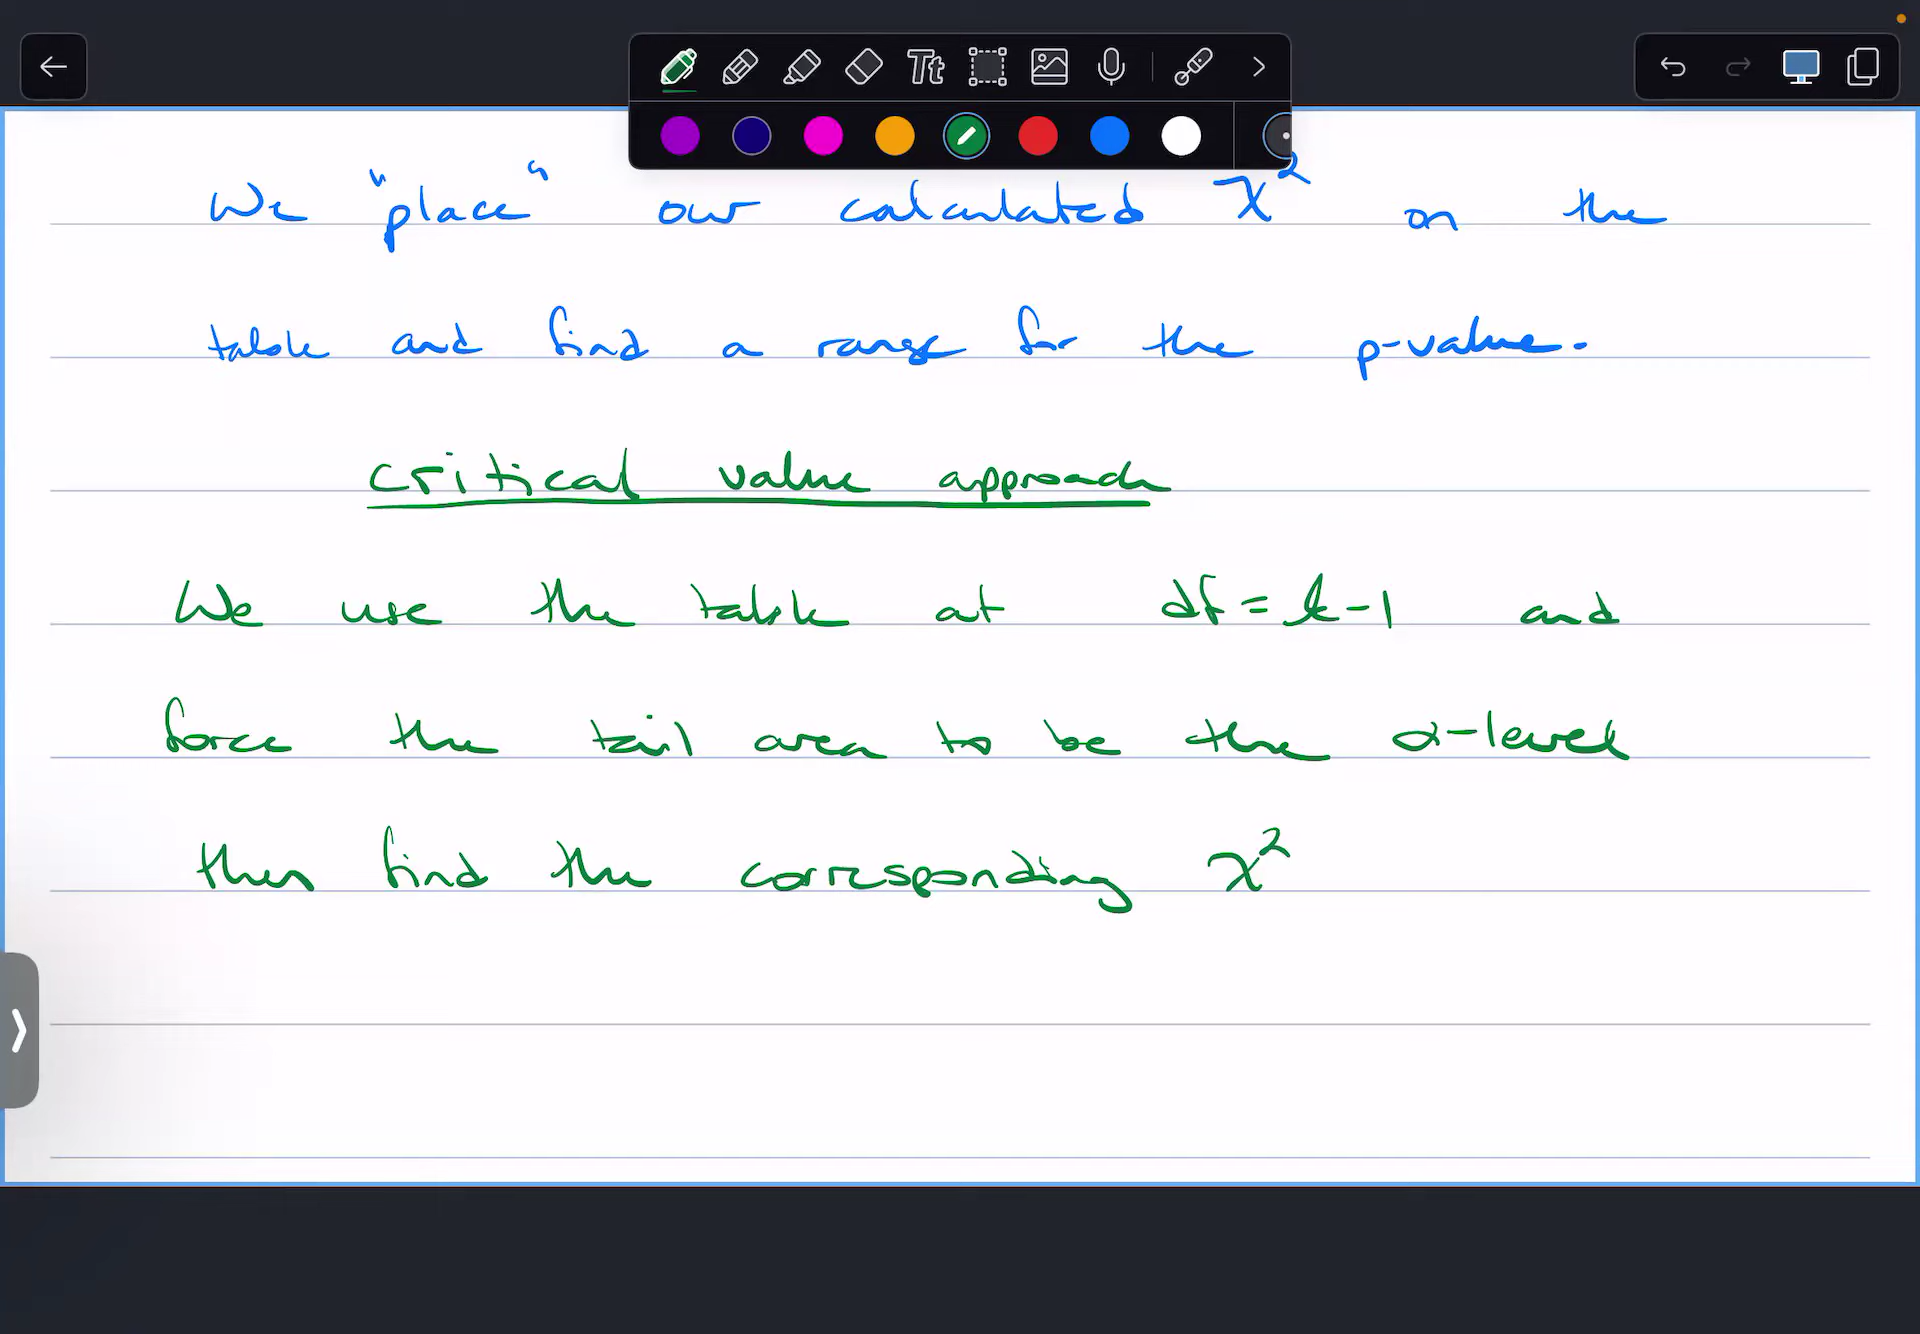 Tt
We "place" our calculated χ² on the
table and find a range for the p-value.
critical value approach
We use the table at df = k-1 and
force the tail area to be the α-level
then find the corresponding χ²